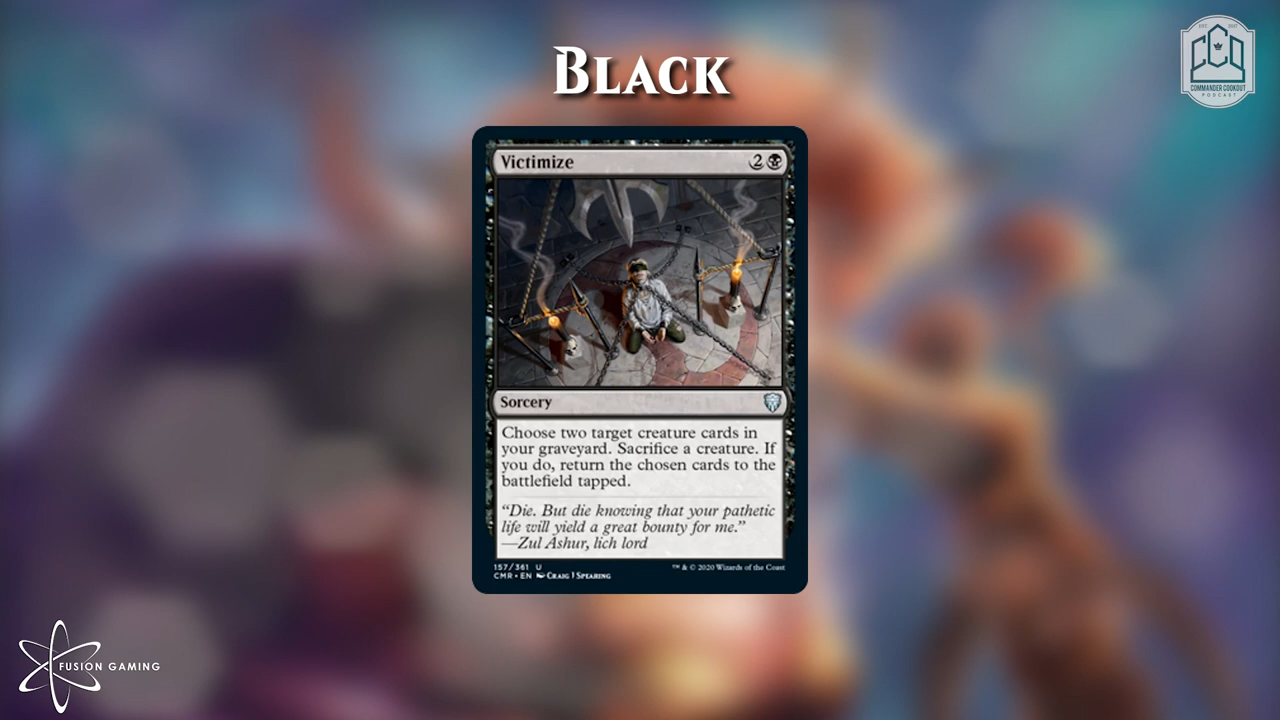 BLACK
COMMANDER COOKOUT
PODCAST
Victimize 2
Sorcery
Choose two target creature cards in
your graveyard. Sacrifice a creature. If
you do, return the chosen cards to the
battlefield tapped.
“Die. But die knowing that your pathetic
life will yield a great bounty for me.”
—Zul Ashur, lich lord
157/361 U
CMR • EN CRAIG J SPEARING
™ & © 2020 Wizards of the Coast
FUSION GAMING